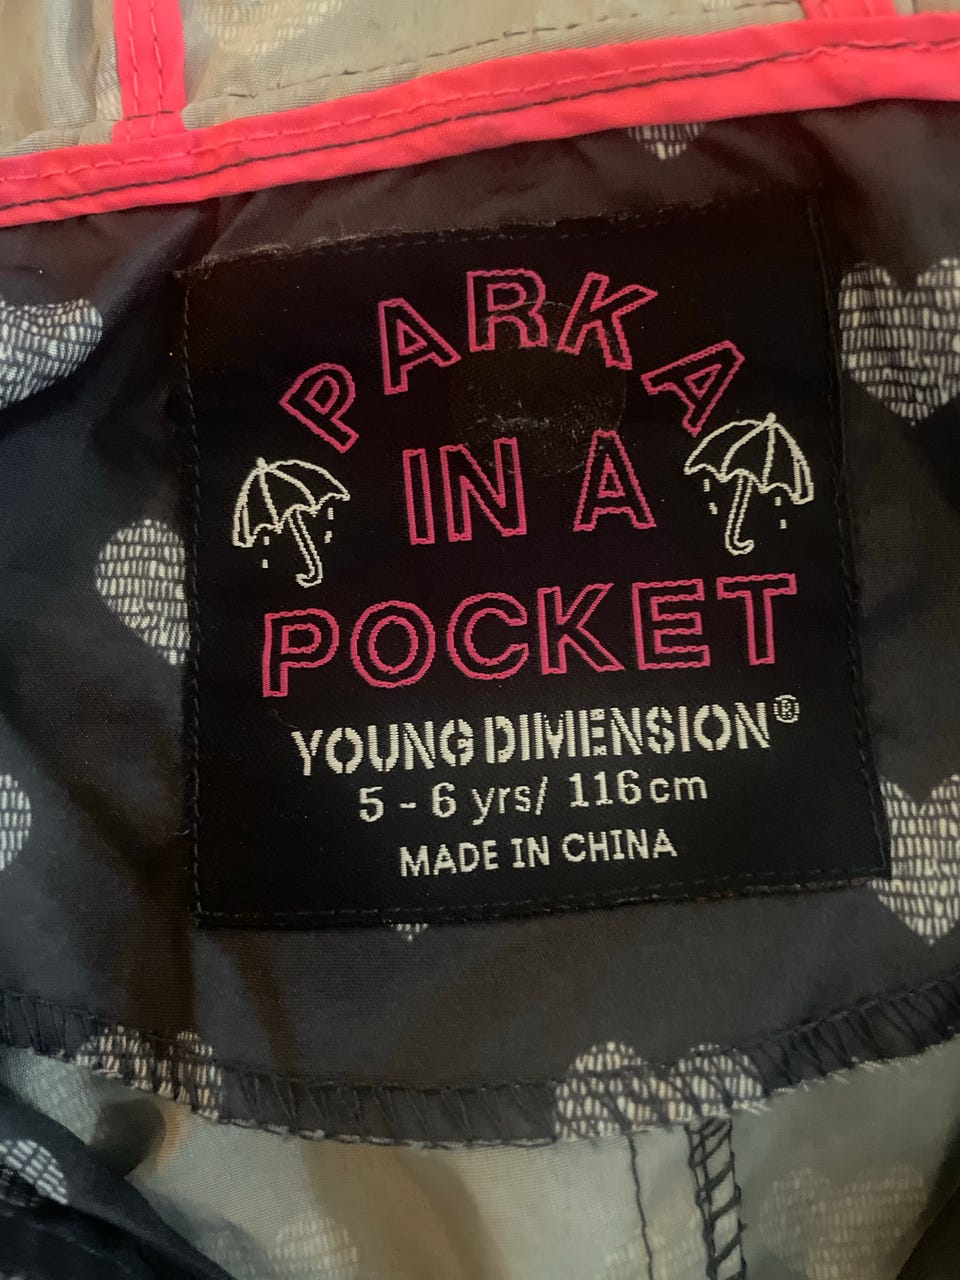 PARKA
IN A
POCKET
YOUNG DIMENSION®
5 - 6 yrs/ 116cm
MADE IN CHINA